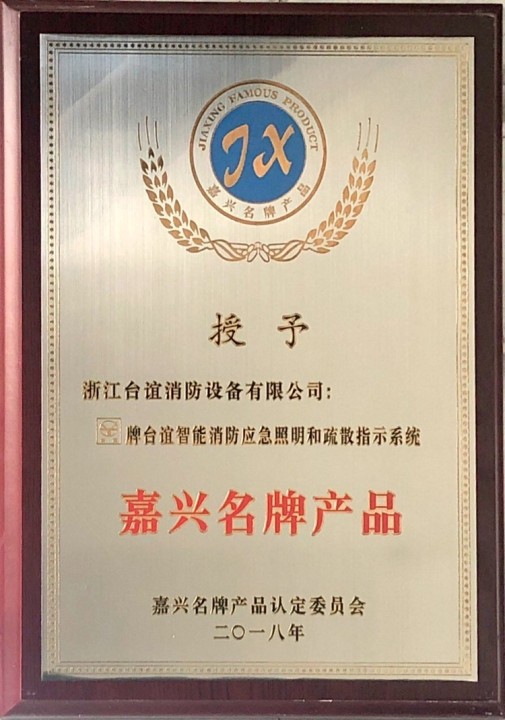 JIAXING FAMOUS PRODUCT
JX
嘉兴名牌产品
授予
浙江台谊消防设备有限公司：
牌台谊智能消防应急照明和疏散指示系统
嘉兴名牌产品
嘉兴名牌产品认定委员会
二〇一八年